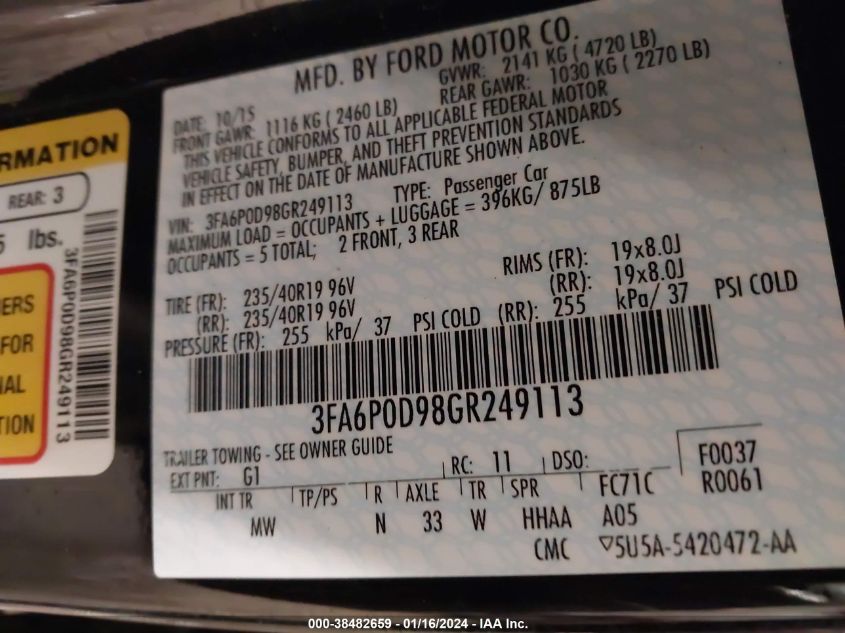 RMATION
REAR: 3
5 lbs.
ERS
FOR
AL
TION
3FA6P0D98GR249113
MFD. BY FORD MOTOR CO.
DATE: 10/15 GVWR: 2141 KG ( 4720 LB)
FRONT GAWR: 1116 KG ( 2460 LB) REAR GAWR: 1030 KG ( 2270 LB)
THIS VEHICLE CONFORMS TO ALL APPLICABLE FEDERAL MOTOR
VEHICLE SAFETY, BUMPER, AND THEFT PREVENTION STANDARDS
IN EFFECT ON THE DATE OF MANUFACTURE SHOWN ABOVE.
VIN: 3FA6P0D98GR249113 TYPE: Passenger Car
MAXIMUM LOAD = OCCUPANTS + LUGGAGE = 396KG/ 875LB
OCCUPANTS = 5 TOTAL; 2 FRONT, 3 REAR
TIRE (FR): 235/40R19 96V RIMS (FR): 19x8.0J
(RR): 235/40R19 96V (RR): 19x8.0J
PRESSURE (FR): 255 kPa/ 37 PSI COLD (RR): 255 kPa/ 37 PSI COLD
3FA6P0D98GR249113
TRAILER TOWING - SEE OWNER GUIDE
EXT PNT: G1 RC: 11 DSO: F0037
INT TR TP/PS R AXLE TR SPR FC71C R0061
MW N 33 W HHAA A05
CMC ▽5U5A-5420472-AA
000-38482659 - 01/16/2024 - IAA Inc.